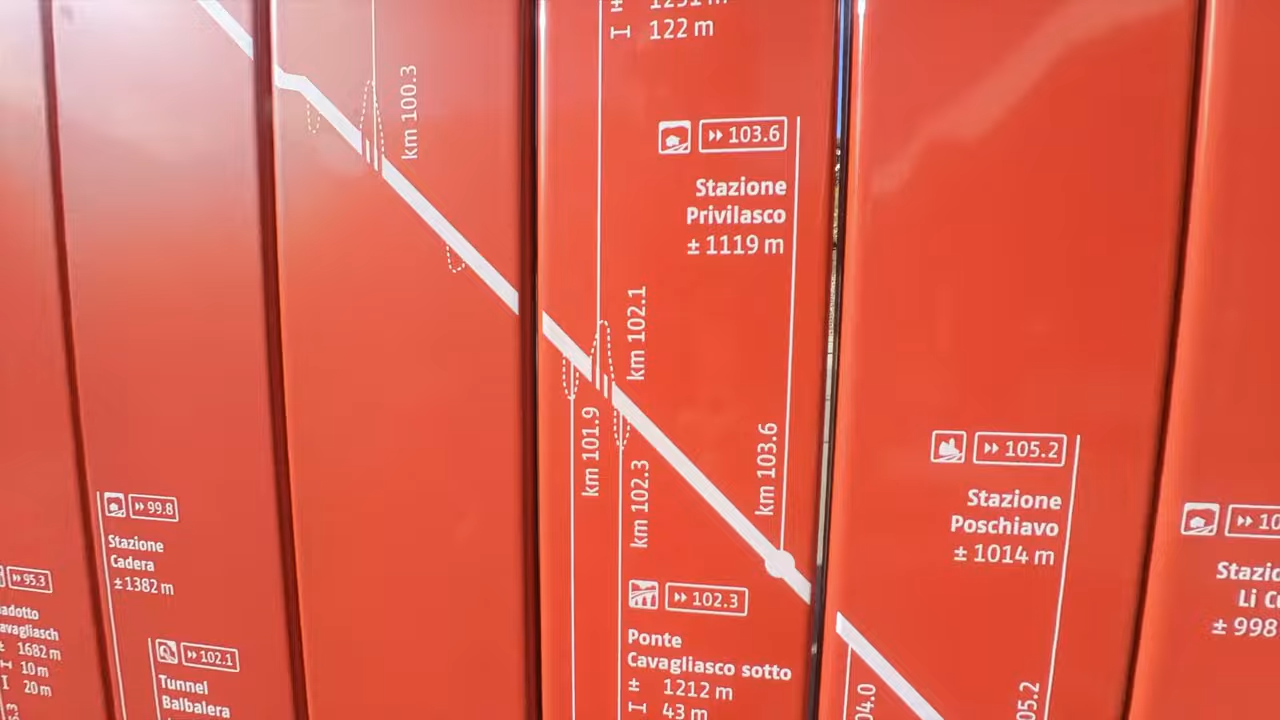 km 100.3
122 m
103.6
Stazione
Privilasco
± 1119 m
km 102.1
km 101.9
km 102.3
km 103.6
102.3
Ponte
Cavagliasco sotto
± 1212 m
43 m
105.2
Stazione
Poschiavo
± 1014 m
± 998
99.8
Stazione
Cadera
± 1382 m
102.1
Tunnel
Balbalera
95.3
1682 m
10 m
20 m